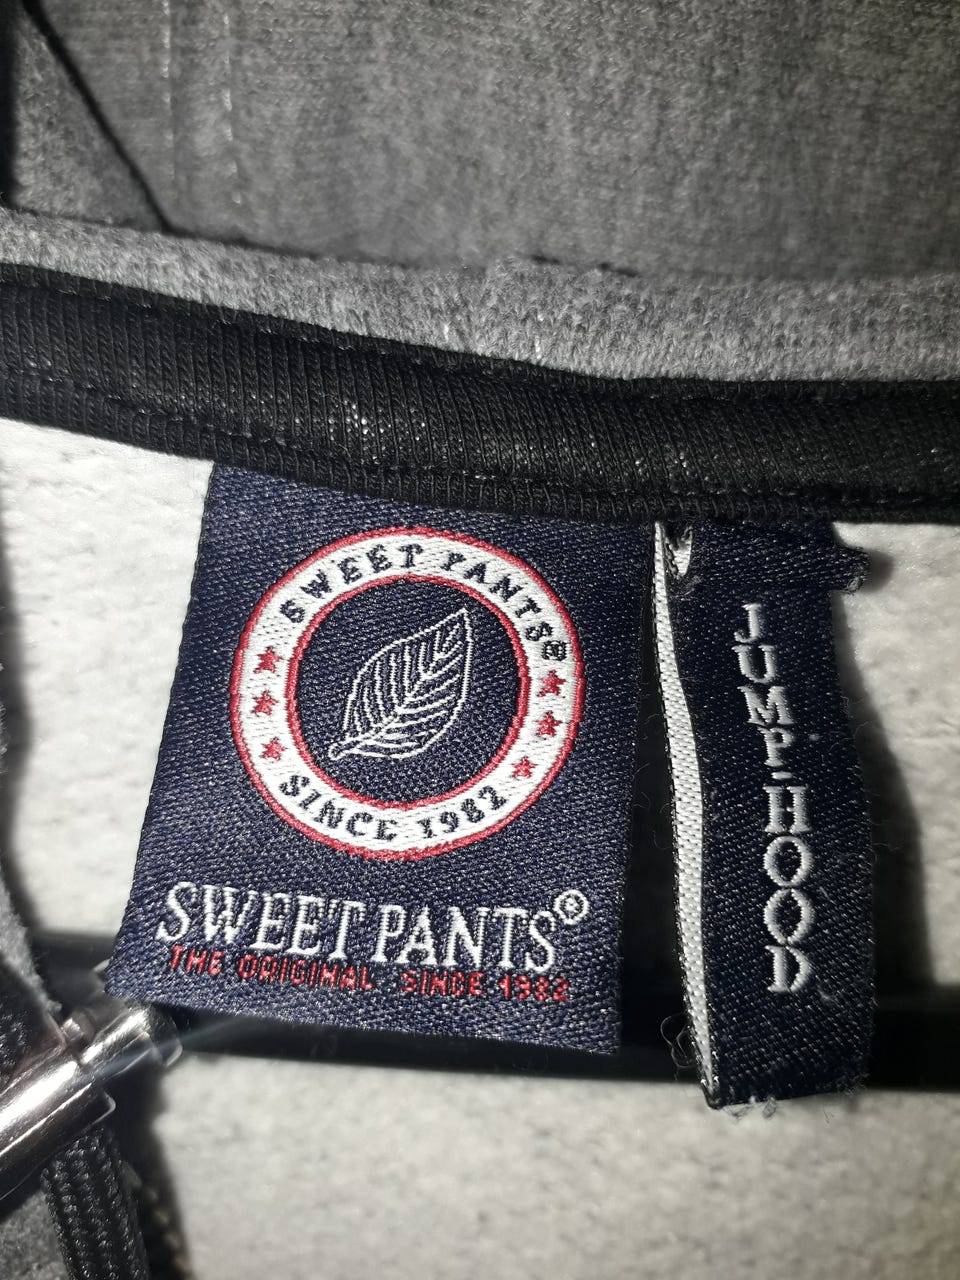 SWEET PANTS®
SINCE 1982
SWEET PANTS®
THE ORIGINAL SINCE 1982
JUMP-HOOD